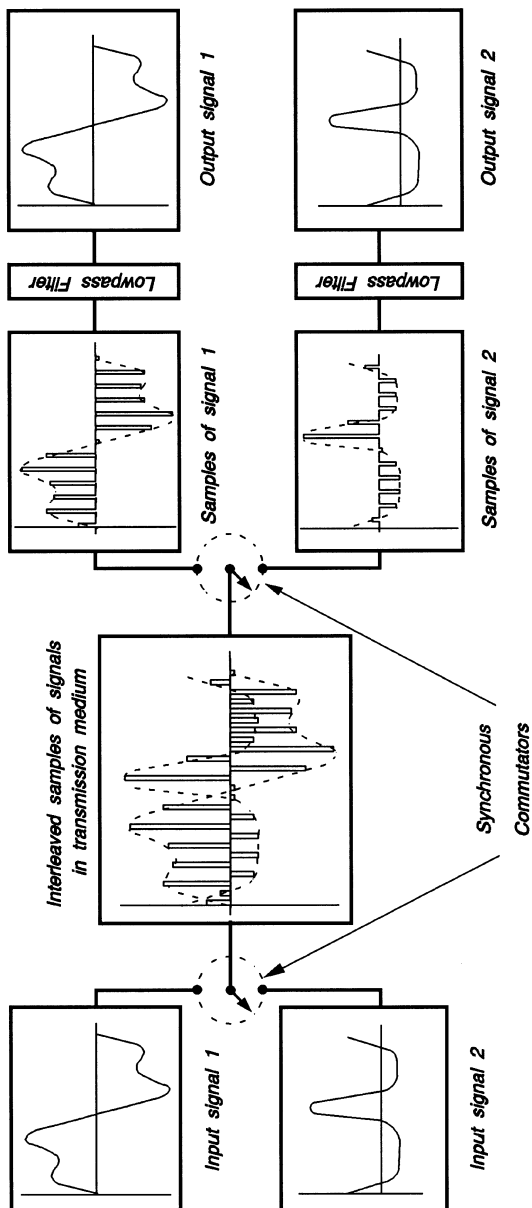 Input signal 1
Input signal 2
Interleaved samples of signals
in transmission medium
Synchronous
Commutators
Samples of signal 1
Samples of signal 2
Lowpass Filter
Lowpass Filter
Output signal 1
Output signal 2